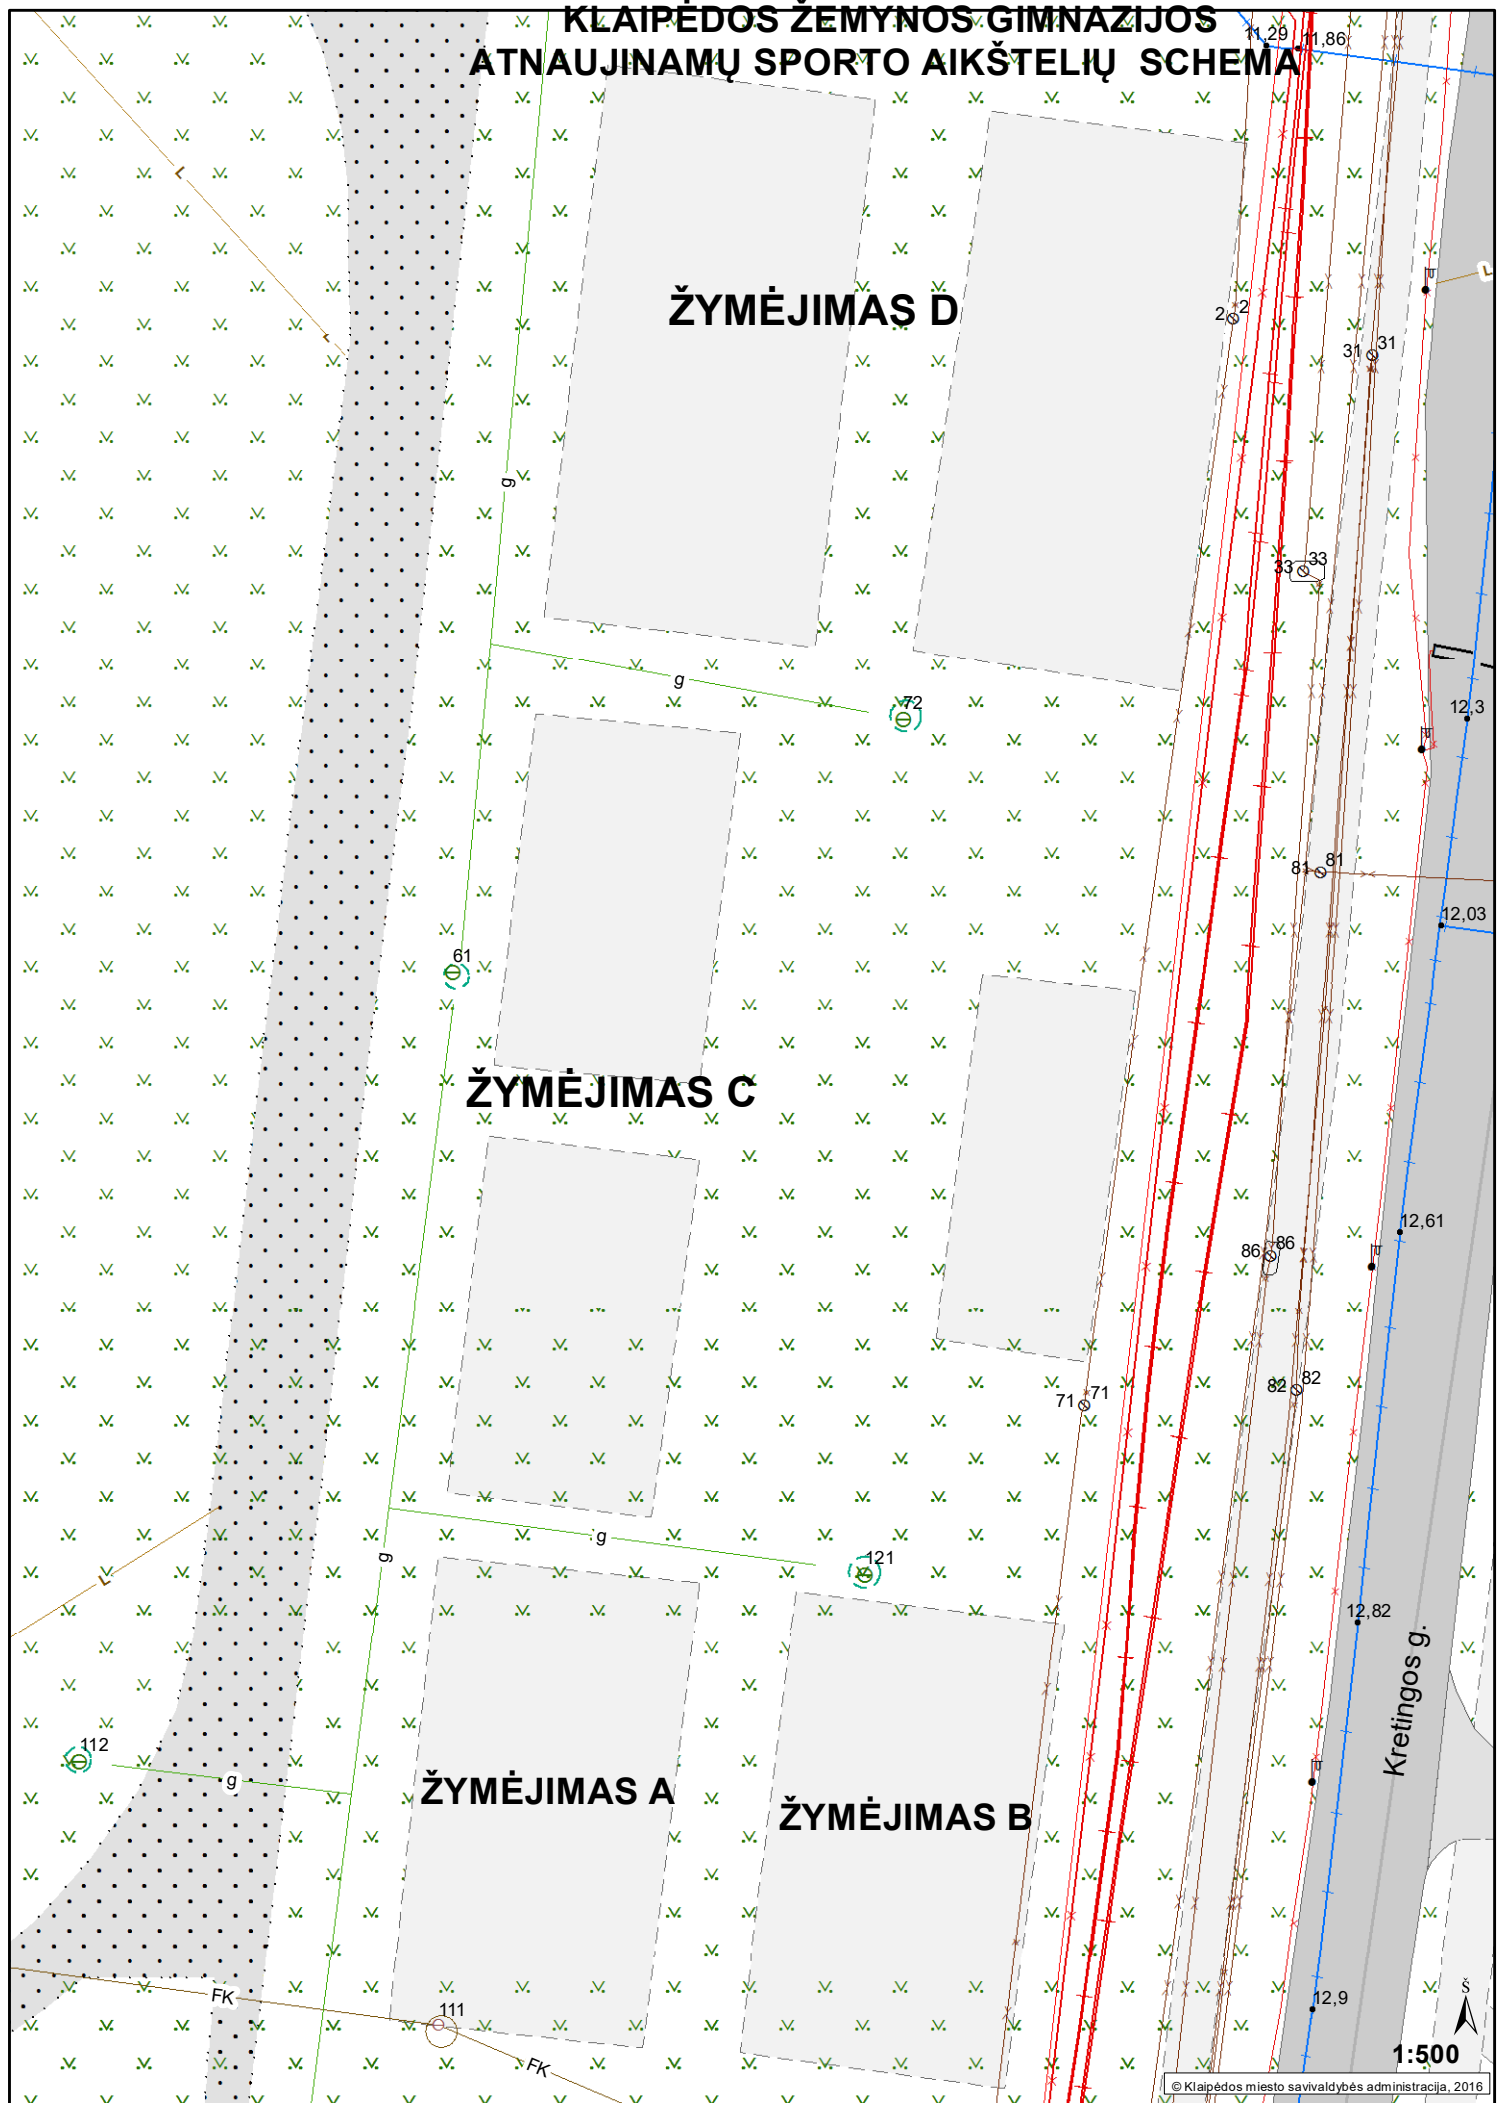 KLAIPĖDOS ŽEMYNOS GIMNAZIJOS
ATNAUJINAMŲ SPORTO AIKŠTELIŲ SCHEMA
11,29
11,86
L
L
L
ŽYMĖJIMAS D
2 2
31 31
g
33 33
g
72
12,3
81 81
12,03
61
ŽYMĖJIMAS C
12,61
86 86
82 82
71 71
g
g
121
L
12,82
Kretingos g.
112
g
ŽYMĖJIMAS A
ŽYMĖJIMAS B
FK
111
12,9
Š
FK
1:500
© Klaipėdos miesto savivaldybės administracija, 2016